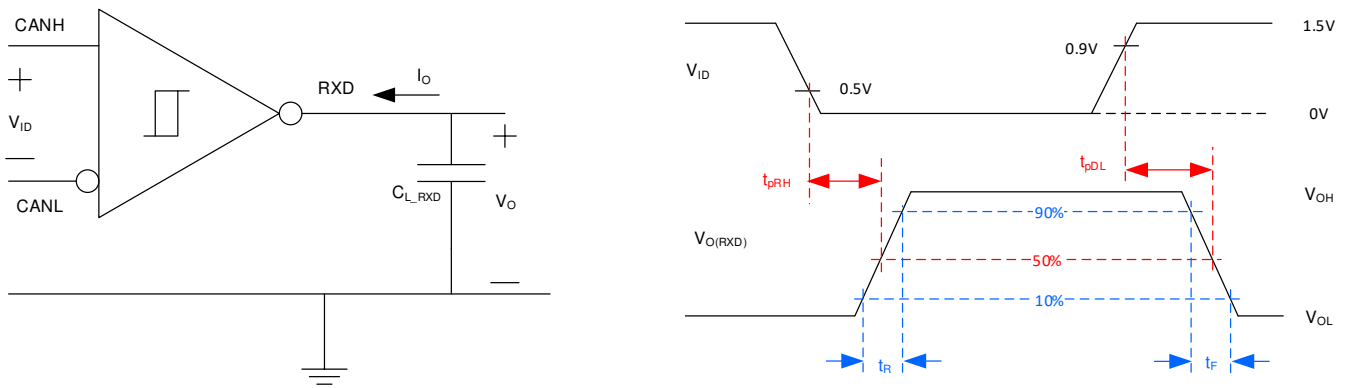 CANH
+
V_ID
—
CANL
RXD
I_O
+
C_L_RXD
V_O
—
V_ID
0.5V
0.9V
1.5V
0V
t_pRH
t_pDL
V_O(RXD)
90%
50%
10%
V_OH
V_OL
t_R
t_F